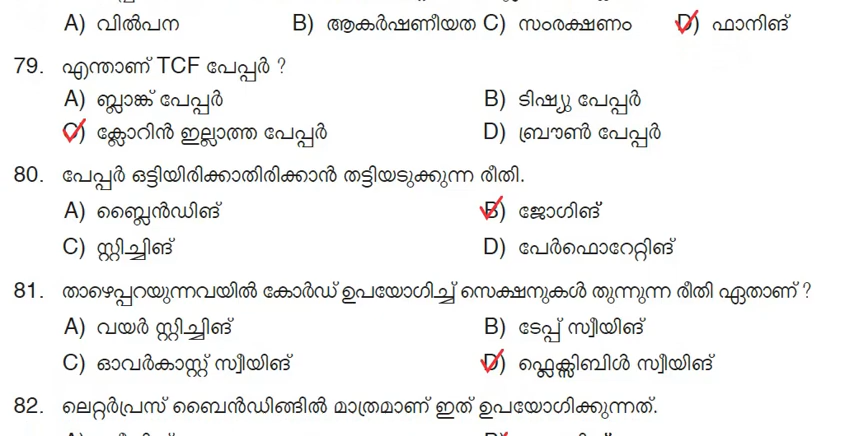 A) വിൽപന B) ആകർഷണീയത C) സംരക്ഷണം D) ഫാനിങ്
79. എന്താണ് TCF പേപ്പർ ?
A) ബ്ലാങ്ക് പേപ്പർ B) ടിഷ്യു പേപ്പർ
C) ക്ലോറിൻ ഇല്ലാത്ത പേപ്പർ D) ബ്രൗൺ പേപ്പർ
80. പേപ്പർ ഒട്ടിയിരിക്കാതിരിക്കാൻ തട്ടിയടുക്കുന്ന രീതി.
A) ബ്ലൈൻഡിങ് B) ജോഗിങ്
C) സ്റ്റിച്ചിങ് D) പേർഫൊറേറ്റിങ്
81. താഴെപ്പറയുന്നവയിൽ കോർഡ് ഉപയോഗിച്ച് സെക്ഷനുകൾ തുന്നുന്ന രീതി ഏതാണ് ?
A) വയർ സ്റ്റിച്ചിങ് B) ടേപ്പ് സ്വീയിങ്
C) ഓവർകാസ്റ്റ് സ്വീയിങ് D) ഫ്ലെക്സിബിൾ സ്വീയിങ്
82. ലെറ്റർപ്രസ് ബൈൻഡിങ്ങിൽ മാത്രമാണ് ഇത് ഉപയോഗിക്കുന്നത്.